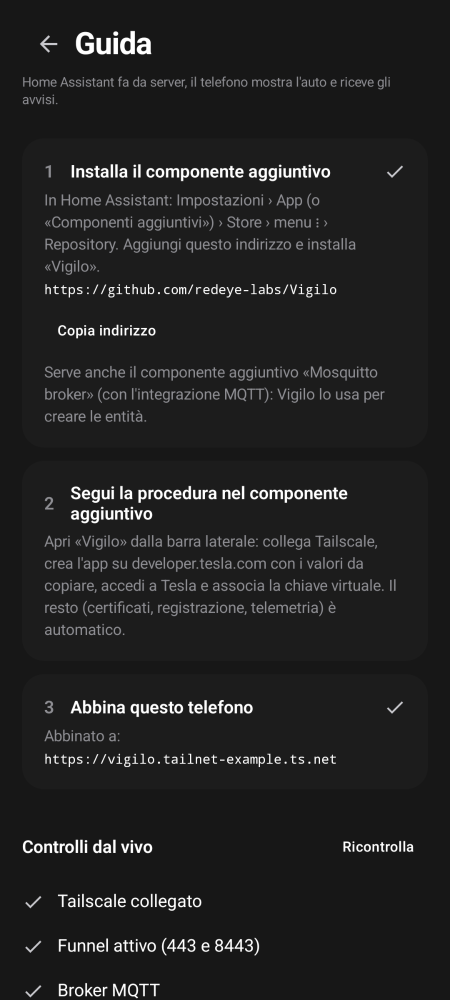 Guida
Home Assistant fa da server, il telefono mostra l'auto e riceve gli
avvisi.
1 Installa il componente aggiuntivo
In Home Assistant: Impostazioni › App (o
«Componenti aggiuntivi») › Store › menu ⋮ ›
Repository. Aggiungi questo indirizzo e installa
«Vigilo».
https://github.com/redeye-labs/Vigilo
Copia indirizzo
Serve anche il componente aggiuntivo «Mosquitto
broker» (con l'integrazione MQTT): Vigilo lo usa per
creare le entità.
2 Segui la procedura nel componente
aggiuntivo
Apri «Vigilo» dalla barra laterale: collega Tailscale,
crea l'app su developer.tesla.com con i valori da
copiare, accedi a Tesla e associa la chiave virtuale. Il
resto (certificati, registrazione, telemetria) è
automatico.
3 Abbina questo telefono
Abbinato a:
https://vigilo.tailnet-example.ts.net
Controlli dal vivo Ricontrolla
Tailscale collegato
Funnel attivo (443 e 8443)
Broker MQTT